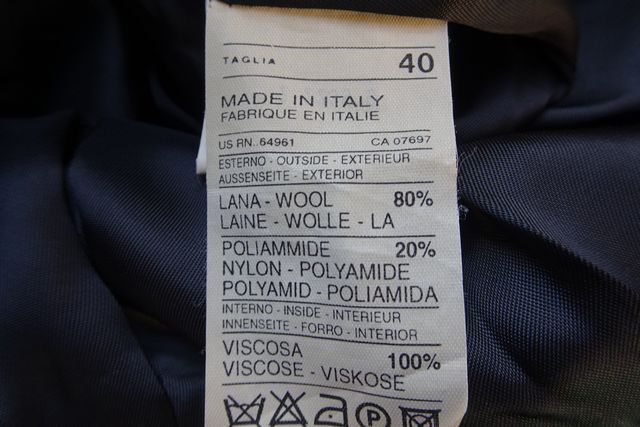 TAGLIA 40
MADE IN ITALY
FABRIQUE EN ITALIE
US RN..64961 CA 07697
ESTERNO - OUTSIDE - EXTERIEUR
AUSSENSEITE - EXTERIOR
LANA - WOOL 80%
LAINE - WOLLE - LA
POLIAMMIDE 20%
NYLON - POLYAMIDE
POLYAMID - POLIAMIDA
INTERNO - INSIDE - INTERIEUR
INNENSEITE - FORRO - INTERIOR
VISCOSA 100%
VISCOSE - VISKOSE
P